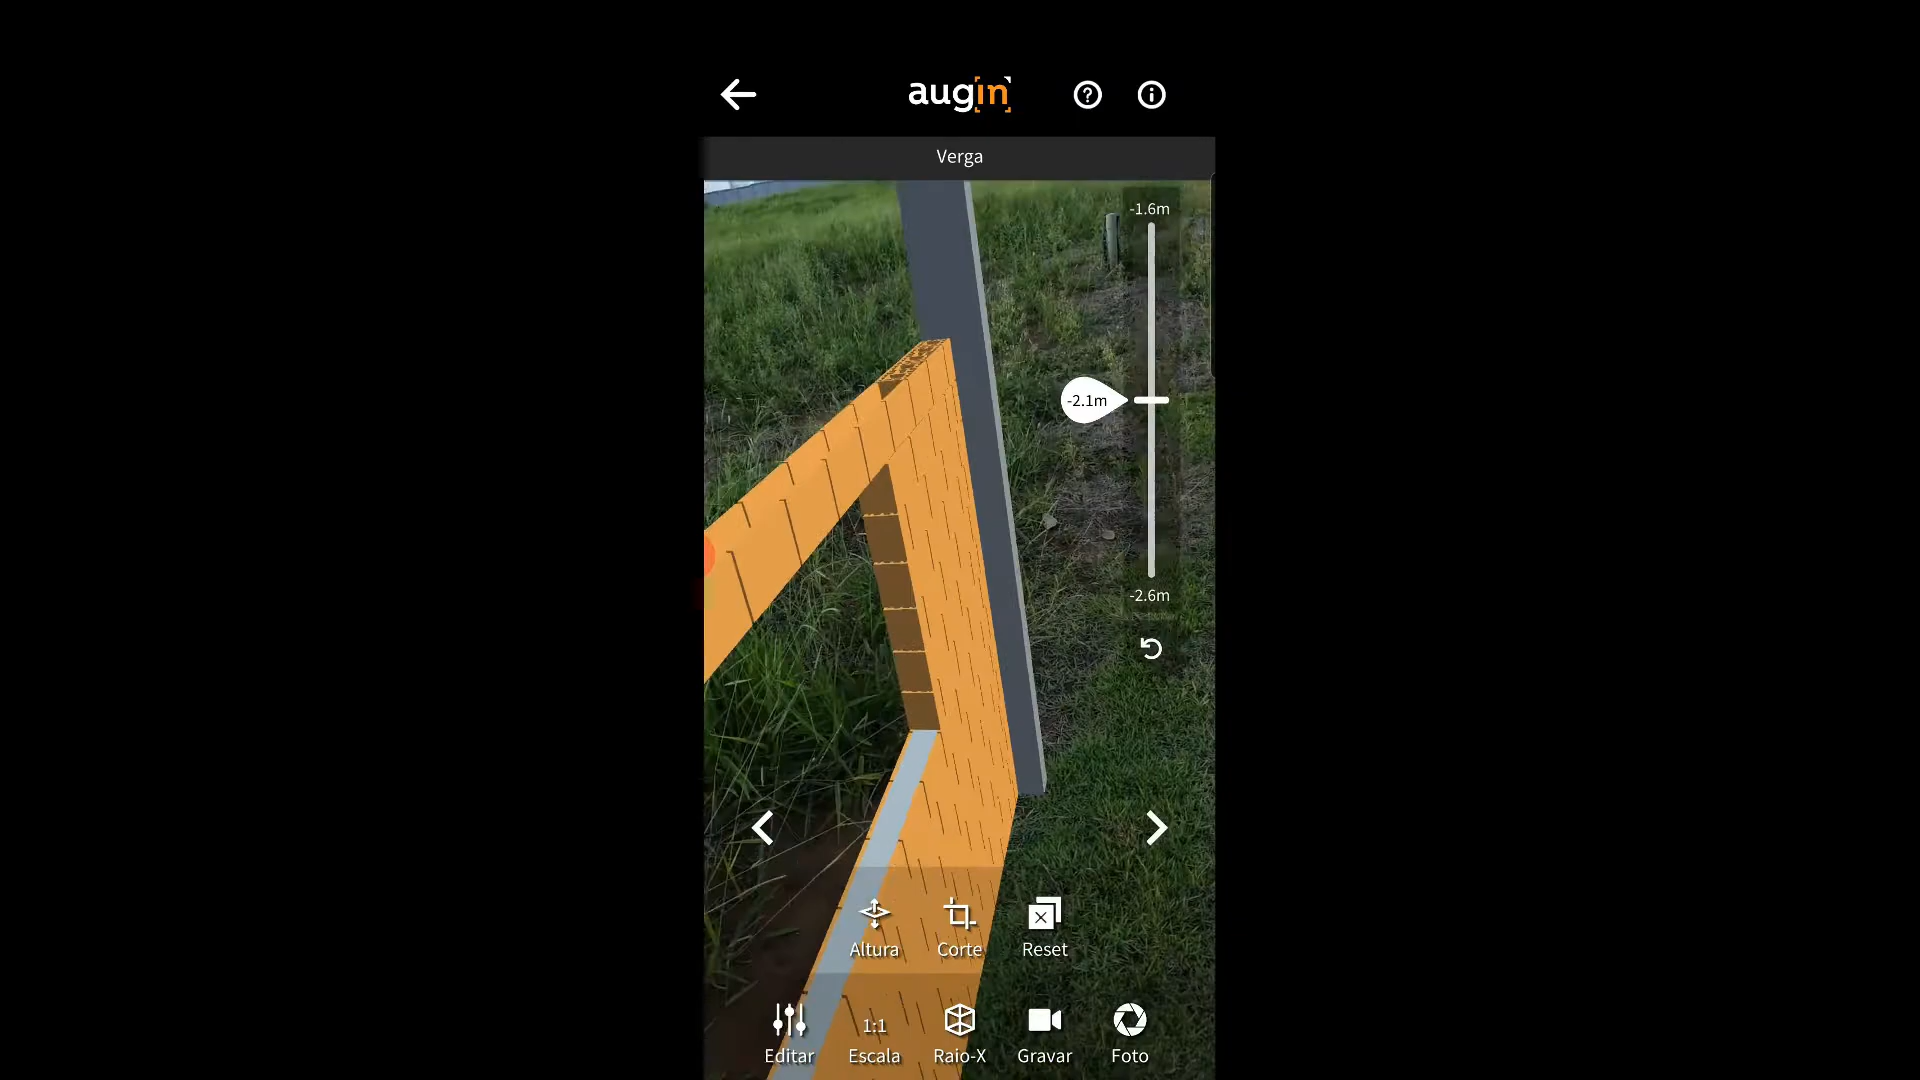 augin
Verga
-1.6m
-2.1m
-2.6m
Altura
Corte
Reset
1:1
Editar
Escala
Raio-X
Gravar
Foto